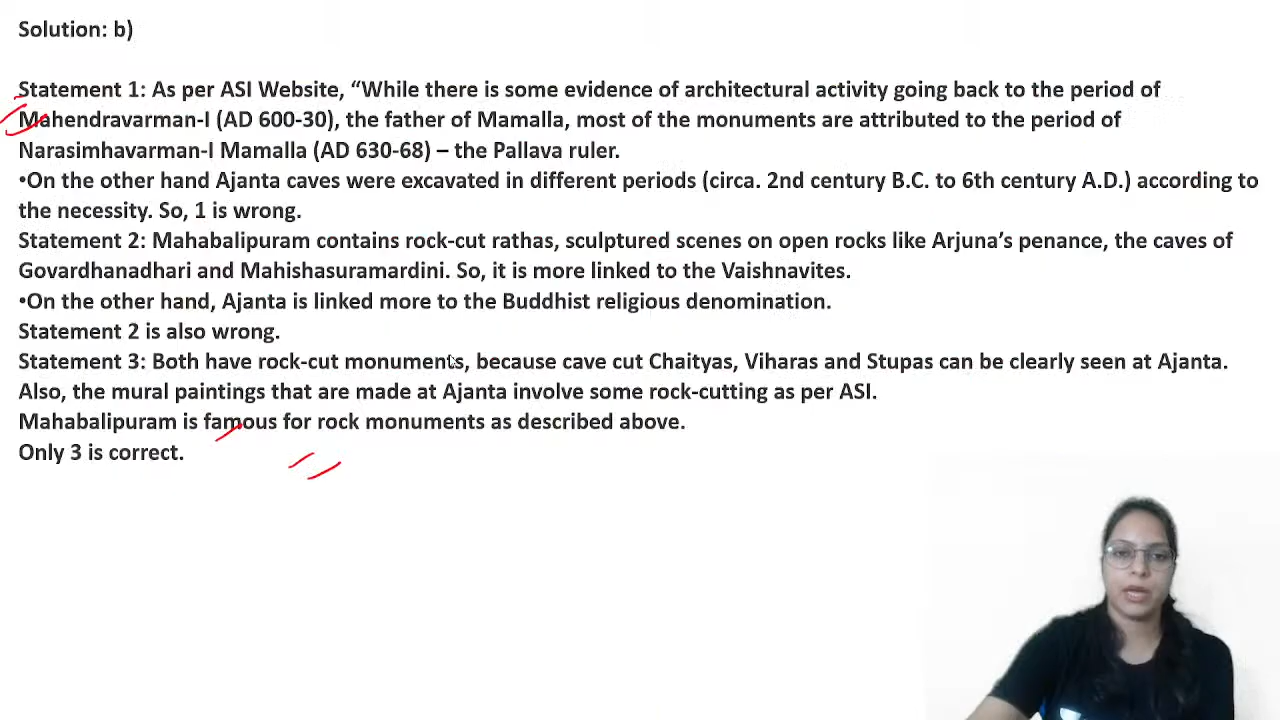 Solution: b)
Statement 1: As per ASI Website, “While there is some evidence of architectural activity going back to the period of
Mahendravarman-I (AD 600-30), the father of Mamalla, most of the monuments are attributed to the period of
Narasimhavarman-I Mamalla (AD 630-68) – the Pallava ruler.
•On the other hand Ajanta caves were excavated in different periods (circa. 2nd century B.C. to 6th century A.D.) according to
the necessity. So, 1 is wrong.
Statement 2: Mahabalipuram contains rock-cut rathas, sculptured scenes on open rocks like Arjuna’s penance, the caves of
Govardhanadhari and Mahishasuramardini. So, it is more linked to the Vaishnavites.
•On the other hand, Ajanta is linked more to the Buddhist religious denomination.
Statement 2 is also wrong.
Statement 3: Both have rock-cut monuments, because cave cut Chaityas, Viharas and Stupas can be clearly seen at Ajanta.
Also, the mural paintings that are made at Ajanta involve some rock-cutting as per ASI.
Mahabalipuram is famous for rock monuments as described above.
Only 3 is correct.